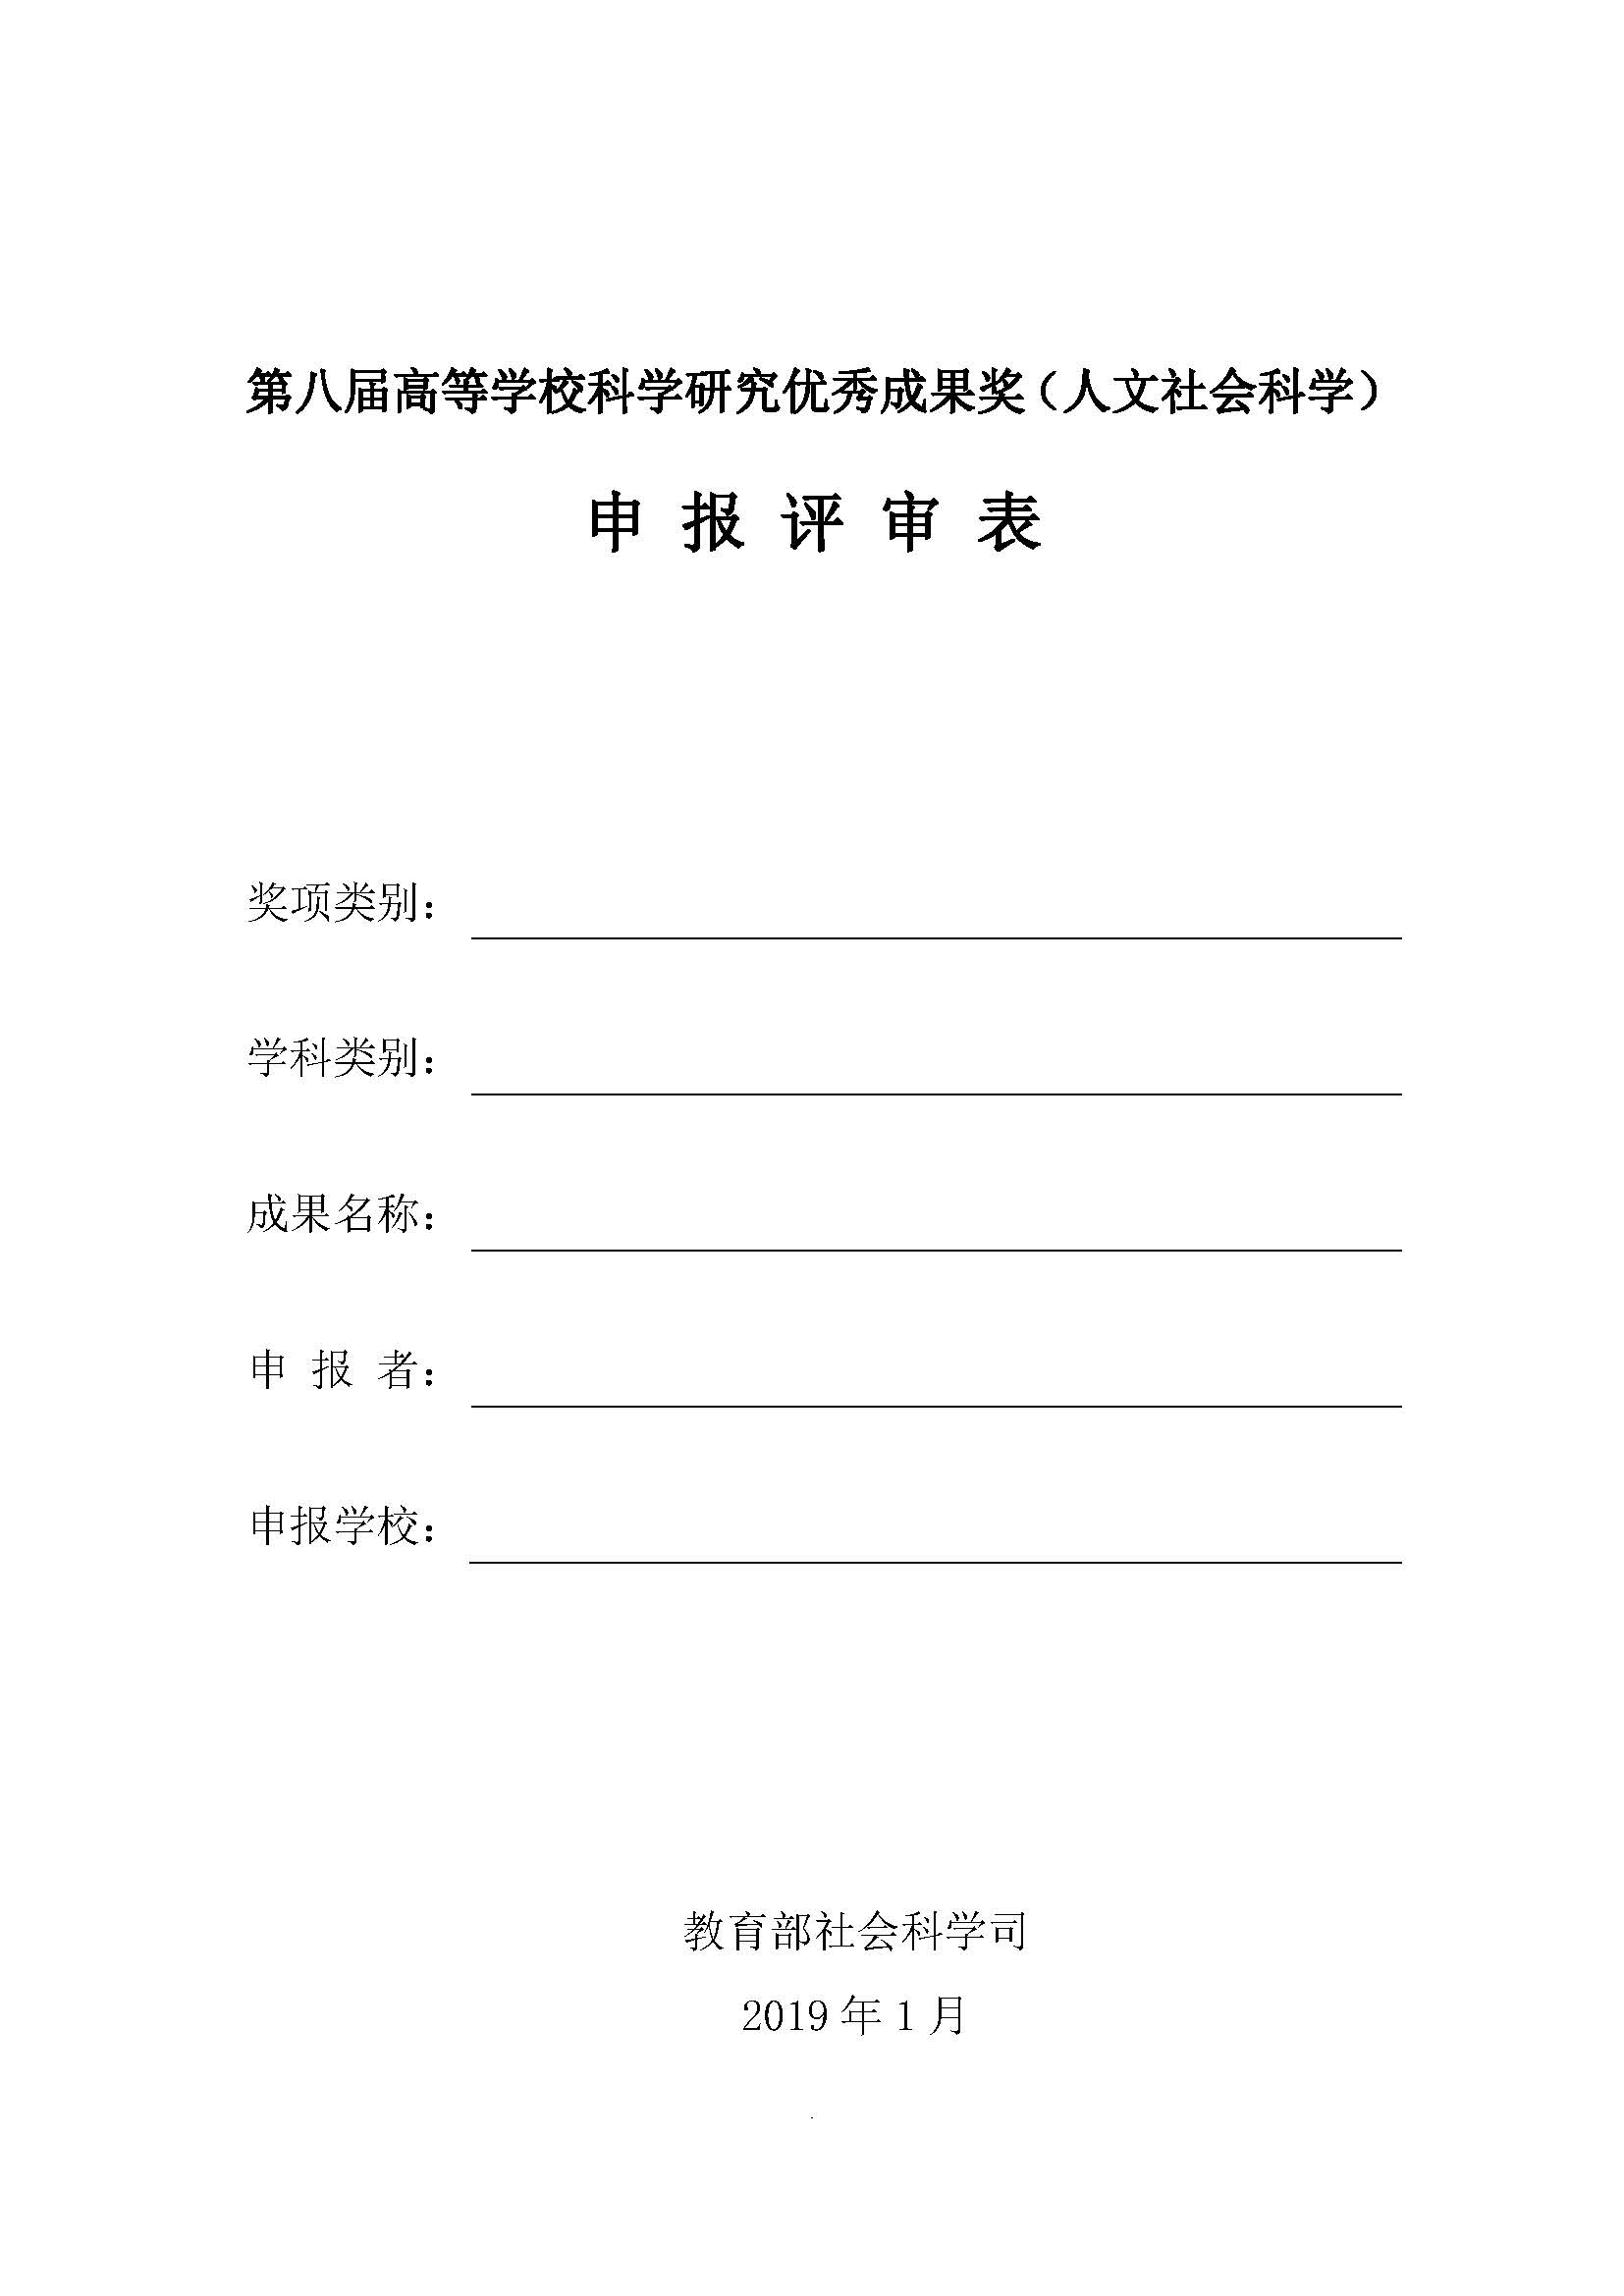 第八届高等学校科学研究优秀成果奖（人文社会科学）
申 报 评 审 表
奖项类别：
学科类别：
成果名称：
申 报 者：
申报学校：
教育部社会科学司
2019 年 1 月